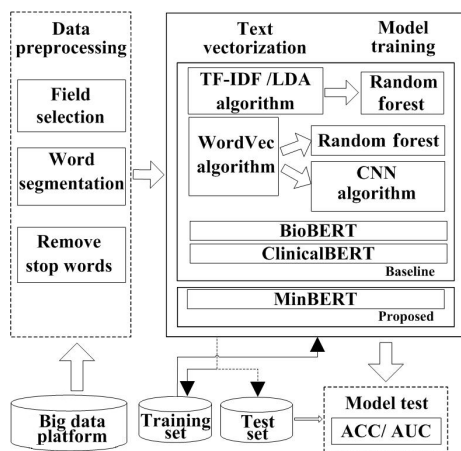 Data
preprocessing
Field
selection
Word
segmentation
Remove
stop words
Big data
platform
Text
vectorization
Model
training
TF-IDF /LDA
algorithm
Random
forest
WordVec
algorithm
Random forest
CNN
algorithm
BioBERT
ClinicalBERT
Baseline
MinBERT
Proposed
Training
set
Test
set
Model test
ACC/ AUC